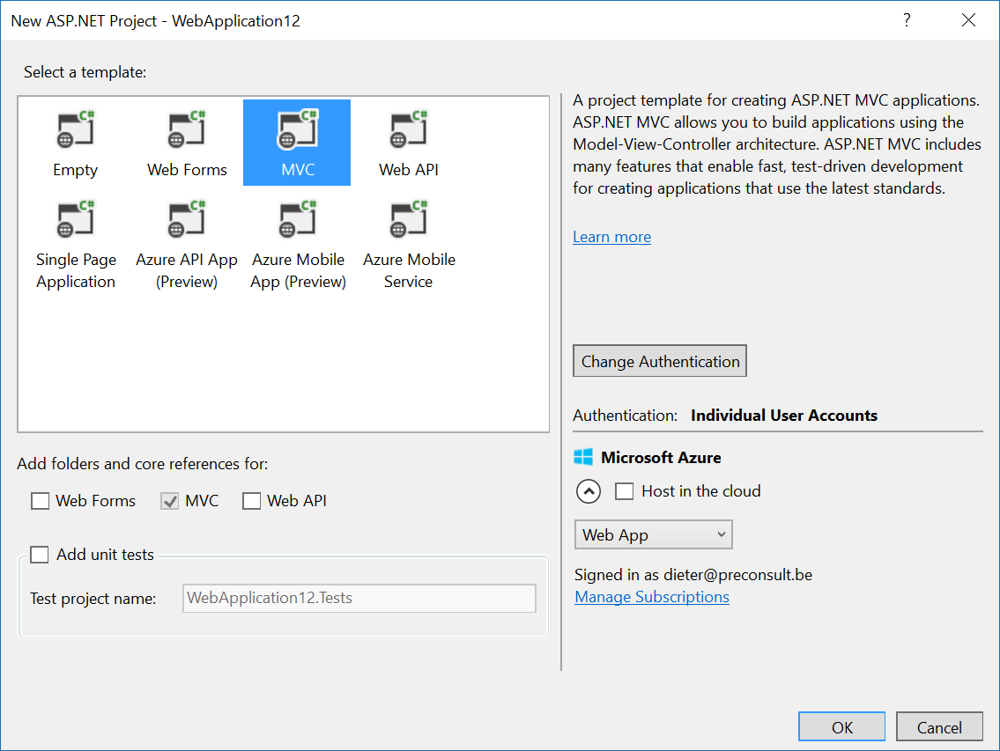 New ASP.NET Project - WebApplication12
?
Select a template:
C# C# C# C#
Empty Web Forms MVC Web API
C# C# C# C#
Single Page Azure API App Azure Mobile Azure Mobile
Application (Preview) App (Preview) Service
Add folders and core references for:
Web Forms MVC Web API
Add unit tests
Test project name: WebApplication12.Tests
A project template for creating ASP.NET MVC applications.
ASP.NET MVC allows you to build applications using the
Model-View-Controller architecture. ASP.NET MVC includes
many features that enable fast, test-driven development
for creating applications that use the latest standards.
Learn more
Change Authentication
Authentication: Individual User Accounts
Microsoft Azure
Host in the cloud
Web App
Signed in as dieter@preconsult.be
Manage Subscriptions
OK Cancel